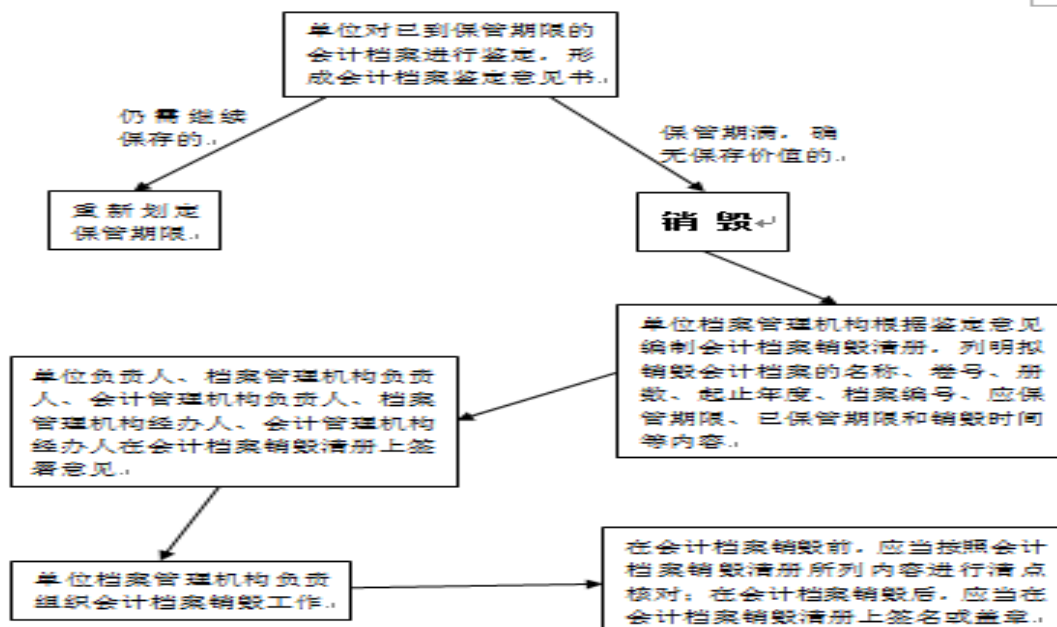 单位对已到保管期限的
会计档案进行鉴定，形
成会计档案鉴定意见书。
仍需继续
保存的。
保管期满，确
无保存价值的。
重新划定
保管期限。
销毁
单位档案管理机构根据鉴定意见
编制会计档案销毁清册，列明拟
销毁会计档案的名称、卷号、册
数、起止年度、档案编号、应保
管期限、已保管期限和销毁时间
等内容。
单位负责人、档案管理机构负责
人、会计管理机构负责人、档案
管理机构经办人、会计管理机构
经办人在会计档案销毁清册上签
署意见。
单位档案管理机构负责
组织会计档案销毁工作。
在会计档案销毁前，应当按照会计
档案销毁清册所列内容进行清点
核对；在会计档案销毁后，应当在
会计档案销毁清册上签名或盖章。